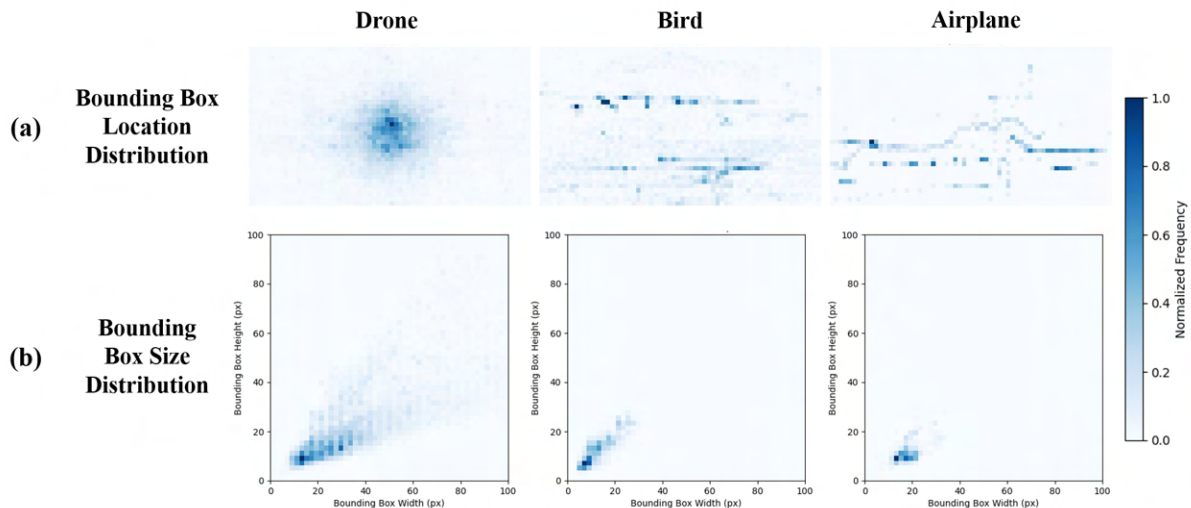 Drone
Bird
Airplane
(a)
Bounding Box
Location
Distribution
1.0
0.8
0.6
0.4
0.2
0.0
Normalized Frequency
(b)
Bounding
Box Size
Distribution
100
80
60
40
20
0
Bounding Box Height (px)
0 20 40 60 80 100
Bounding Box Width (px)
100
80
60
40
20
0
Bounding Box Height (px)
0 20 40 60 80 100
Bounding Box Width (px)
100
80
60
40
20
0
Bounding Box Height (px)
0 20 40 60 80 100
Bounding Box Width (px)